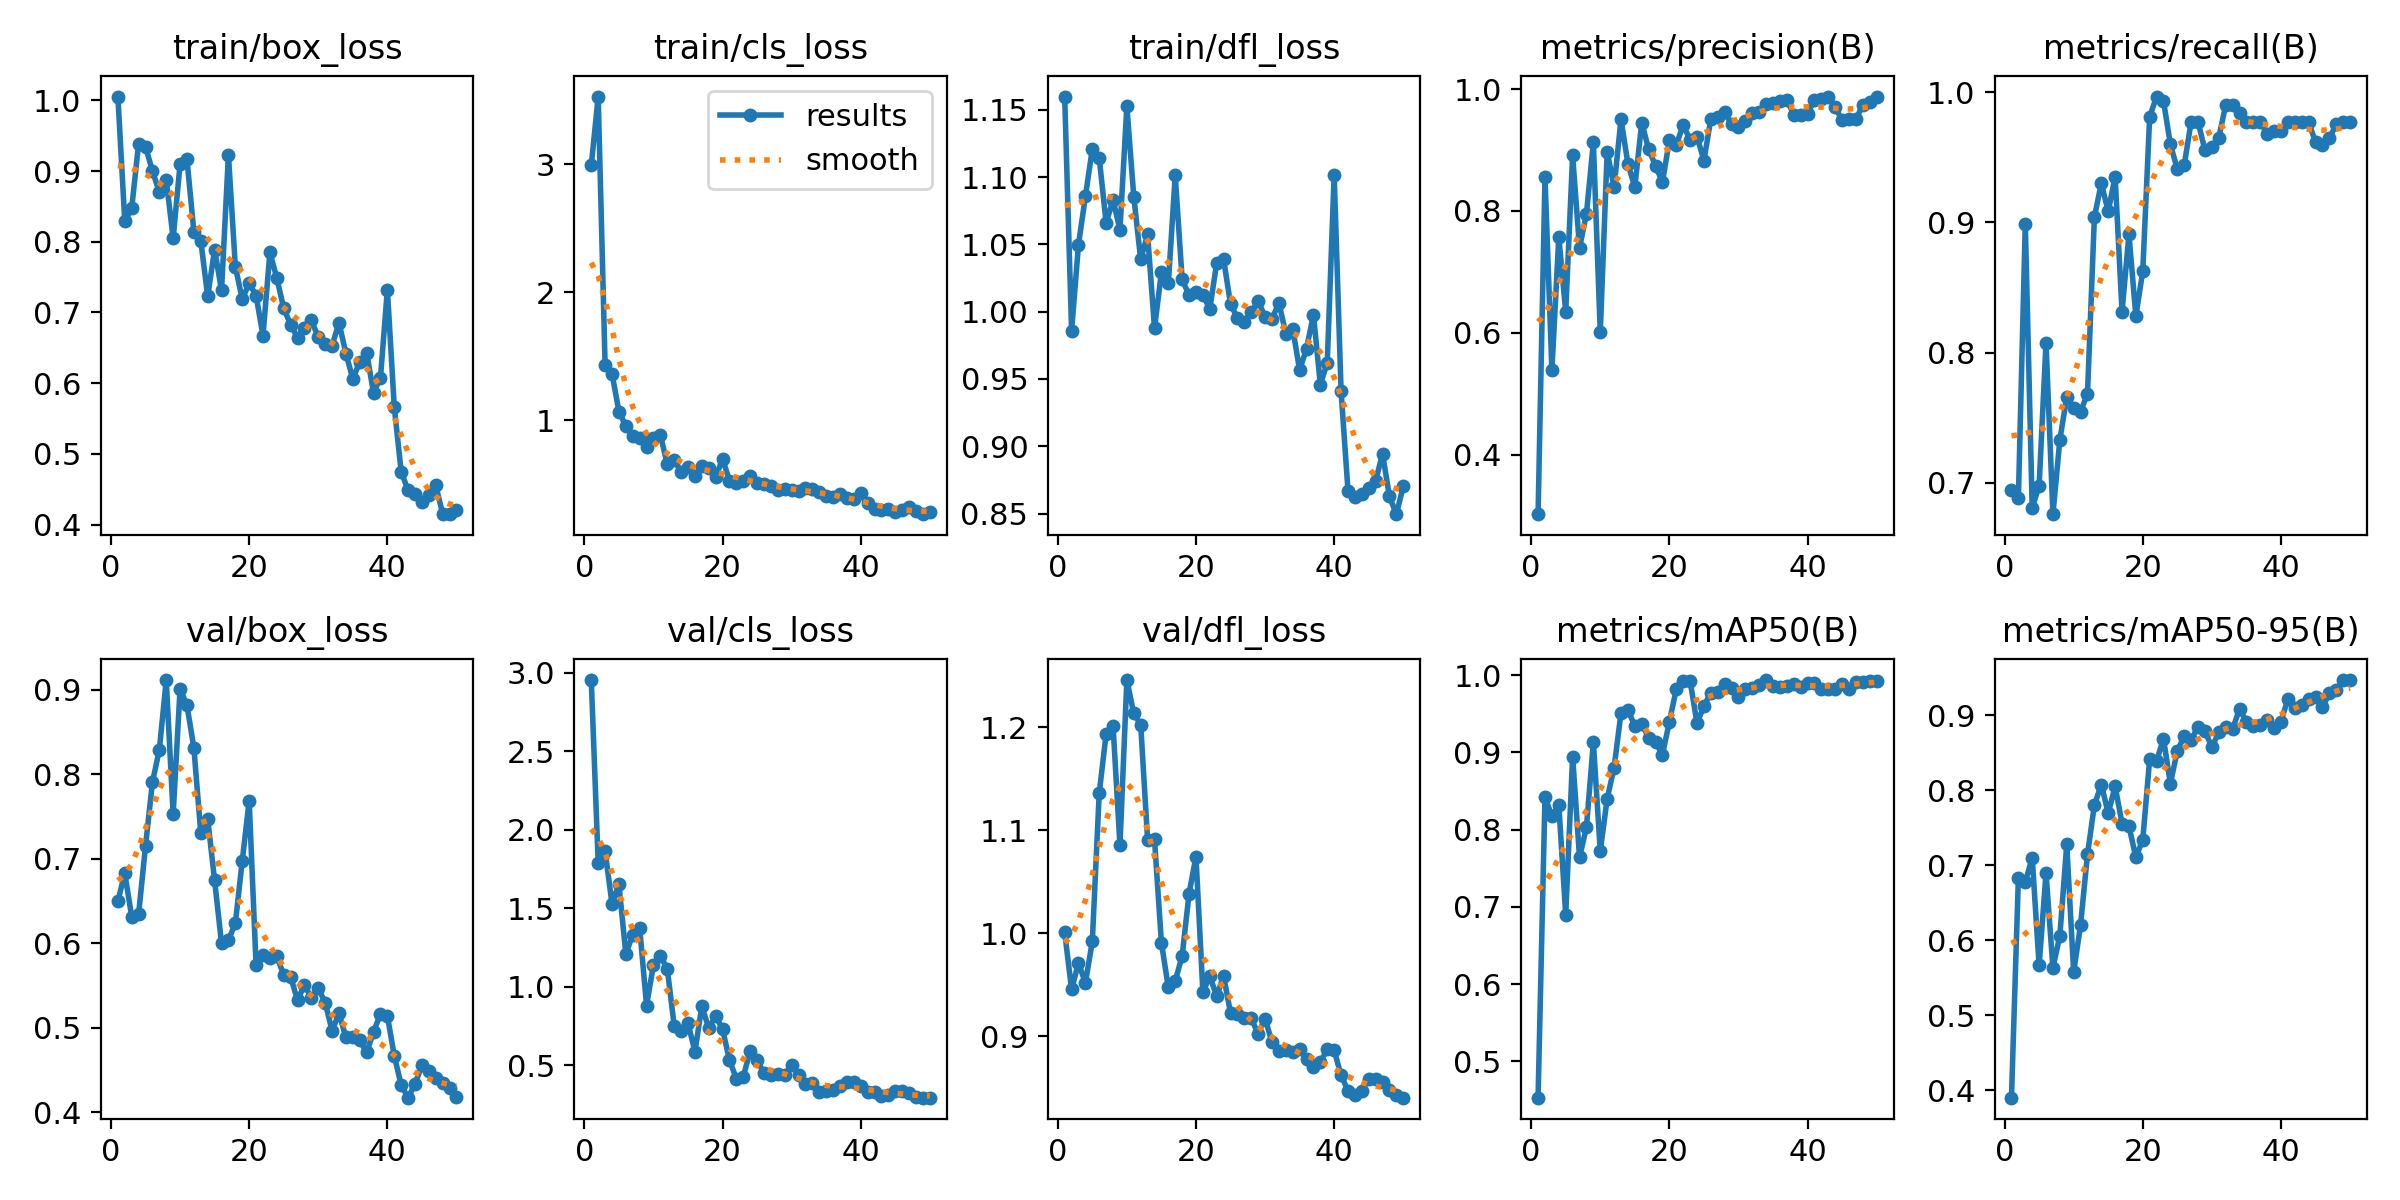 train/box_loss
train/cls_loss
train/dfl_loss
metrics/precision(B)
metrics/recall(B)
1.0
0.9
0.8
0.7
0.6
0.5
0.4
0 20 40
3
2
1
0 20 40
results
smooth
1.15
1.10
1.05
1.00
0.95
0.90
0.85
0 20 40
1.0
0.8
0.6
0.4
0 20 40
1.0
0.9
0.8
0.7
0 20 40
val/box_loss
val/cls_loss
val/dfl_loss
metrics/mAP50(B)
metrics/mAP50-95(B)
0.9
0.8
0.7
0.6
0.5
0.4
0 20 40
3.0
2.5
2.0
1.5
1.0
0.5
0 20 40
1.2
1.1
1.0
0.9
0 20 40
1.0
0.9
0.8
0.7
0.6
0.5
0 20 40
0.9
0.8
0.7
0.6
0.5
0.4
0 20 40